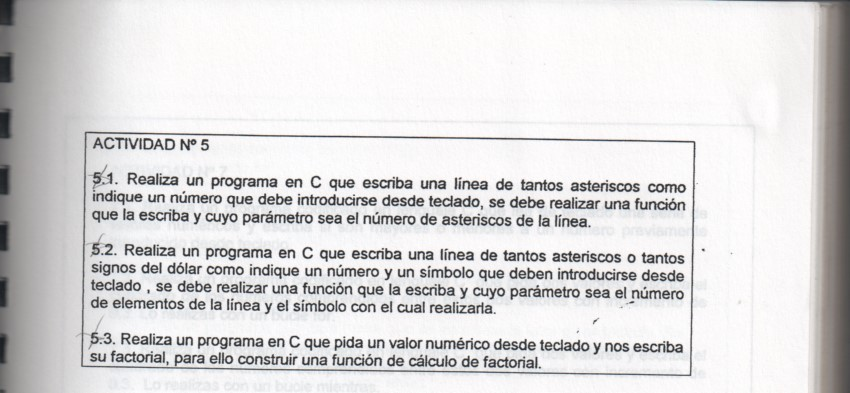 ACTIVIDAD Nº 5
5.1. Realiza un programa en C que escriba una línea de tantos asteriscos como
indique un número que debe introducirse desde teclado, se debe realizar una función
que la escriba y cuyo parámetro sea el número de asteriscos de la línea.
5.2. Realiza un programa en C que escriba una línea de tantos asteriscos o tantos
signos del dólar como indique un número y un símbolo que deben introducirse desde
teclado , se debe realizar una función que la escriba y cuyo parámetro sea el número
de elementos de la línea y el símbolo con el cual realizarla.
5.3. Realiza un programa en C que pida un valor numérico desde teclado y nos escriba
su factorial, para ello construir una función de cálculo de factorial.